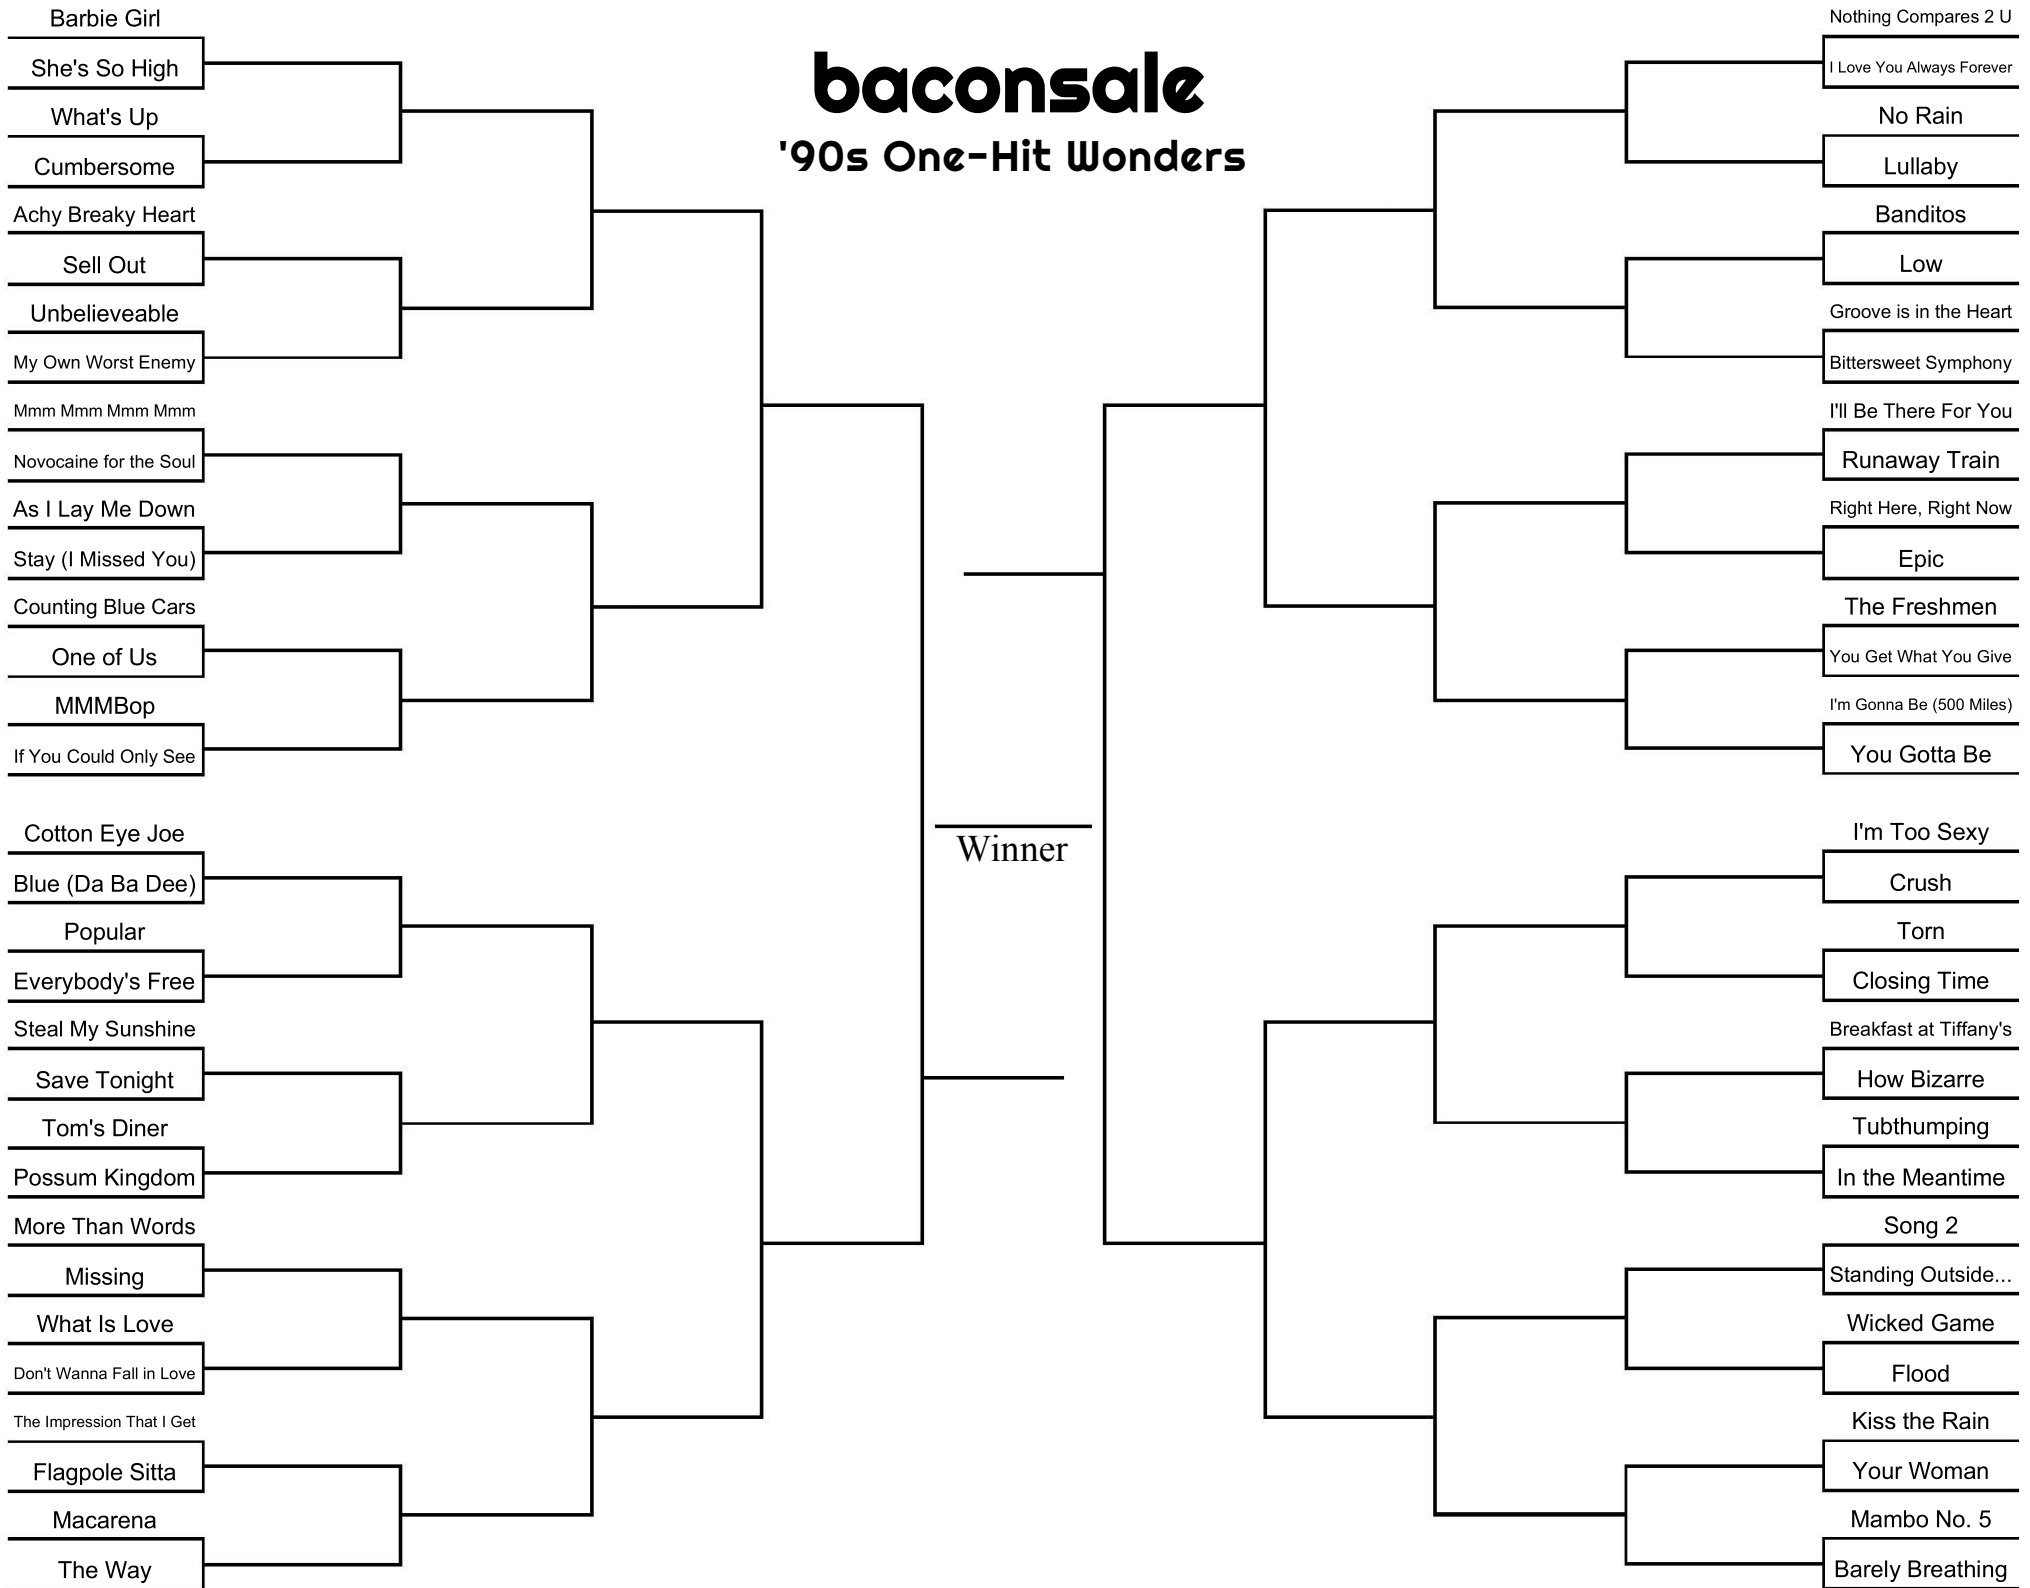 baconsale
'90s One-Hit Wonders
Barbie Girl
She's So High
What's Up
Cumbersome
Achy Breaky Heart
Sell Out
Unbelieveable
My Own Worst Enemy
Mmm Mmm Mmm Mmm
Novocaine for the Soul
As I Lay Me Down
Stay (I Missed You)
Counting Blue Cars
One of Us
MMMBop
If You Could Only See
Cotton Eye Joe
Blue (Da Ba Dee)
Popular
Everybody's Free
Steal My Sunshine
Save Tonight
Tom's Diner
Possum Kingdom
More Than Words
Missing
What Is Love
Don't Wanna Fall in Love
The Impression That I Get
Flagpole Sitta
Macarena
The Way
Winner
Nothing Compares 2 U
I Love You Always Forever
No Rain
Lullaby
Banditos
Low
Groove is in the Heart
Bittersweet Symphony
I'll Be There For You
Runaway Train
Right Here, Right Now
Epic
The Freshmen
You Get What You Give
I'm Gonna Be (500 Miles)
You Gotta Be
I'm Too Sexy
Crush
Torn
Closing Time
Breakfast at Tiffany's
How Bizarre
Tubthumping
In the Meantime
Song 2
Standing Outside...
Wicked Game
Flood
Kiss the Rain
Your Woman
Mambo No. 5
Barely Breathing